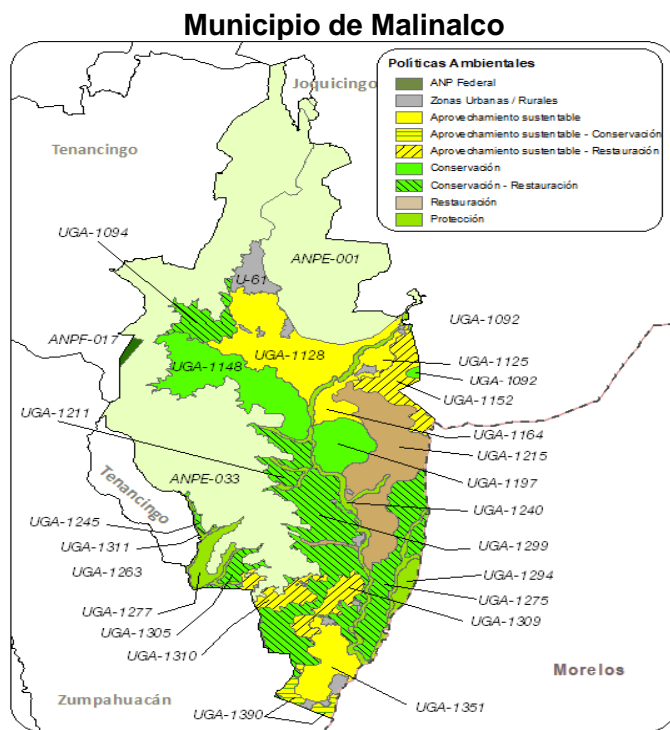 Municipio de Malinalco
Políticas Ambientales
ANP Federal
Zonas Urbanas / Rurales
Aprovechamiento sustentable
Aprovechamiento sustentable - Conservación
Aprovechamiento sustentable - Restauración
Conservación
Conservación - Restauración
Restauración
Protección
Joquicingo
Tenancingo
UGA-1094
ANPE-001
U-61
UGA-1092
ANPF-017
UGA-1128
UGA-1125
UGA-1148
UGA-1092
UGA-1152
UGA-1211
UGA-1164
UGA-1215
ANPE-033
UGA-1197
Tenancingo
UGA-1240
UGA-1245
UGA-1311
UGA-1299
UGA-1263
UGA-1294
UGA-1277
UGA-1275
UGA-1305
UGA-1309
UGA-1310
Morelos
Zumpahuacán
UGA-1390
UGA-1351